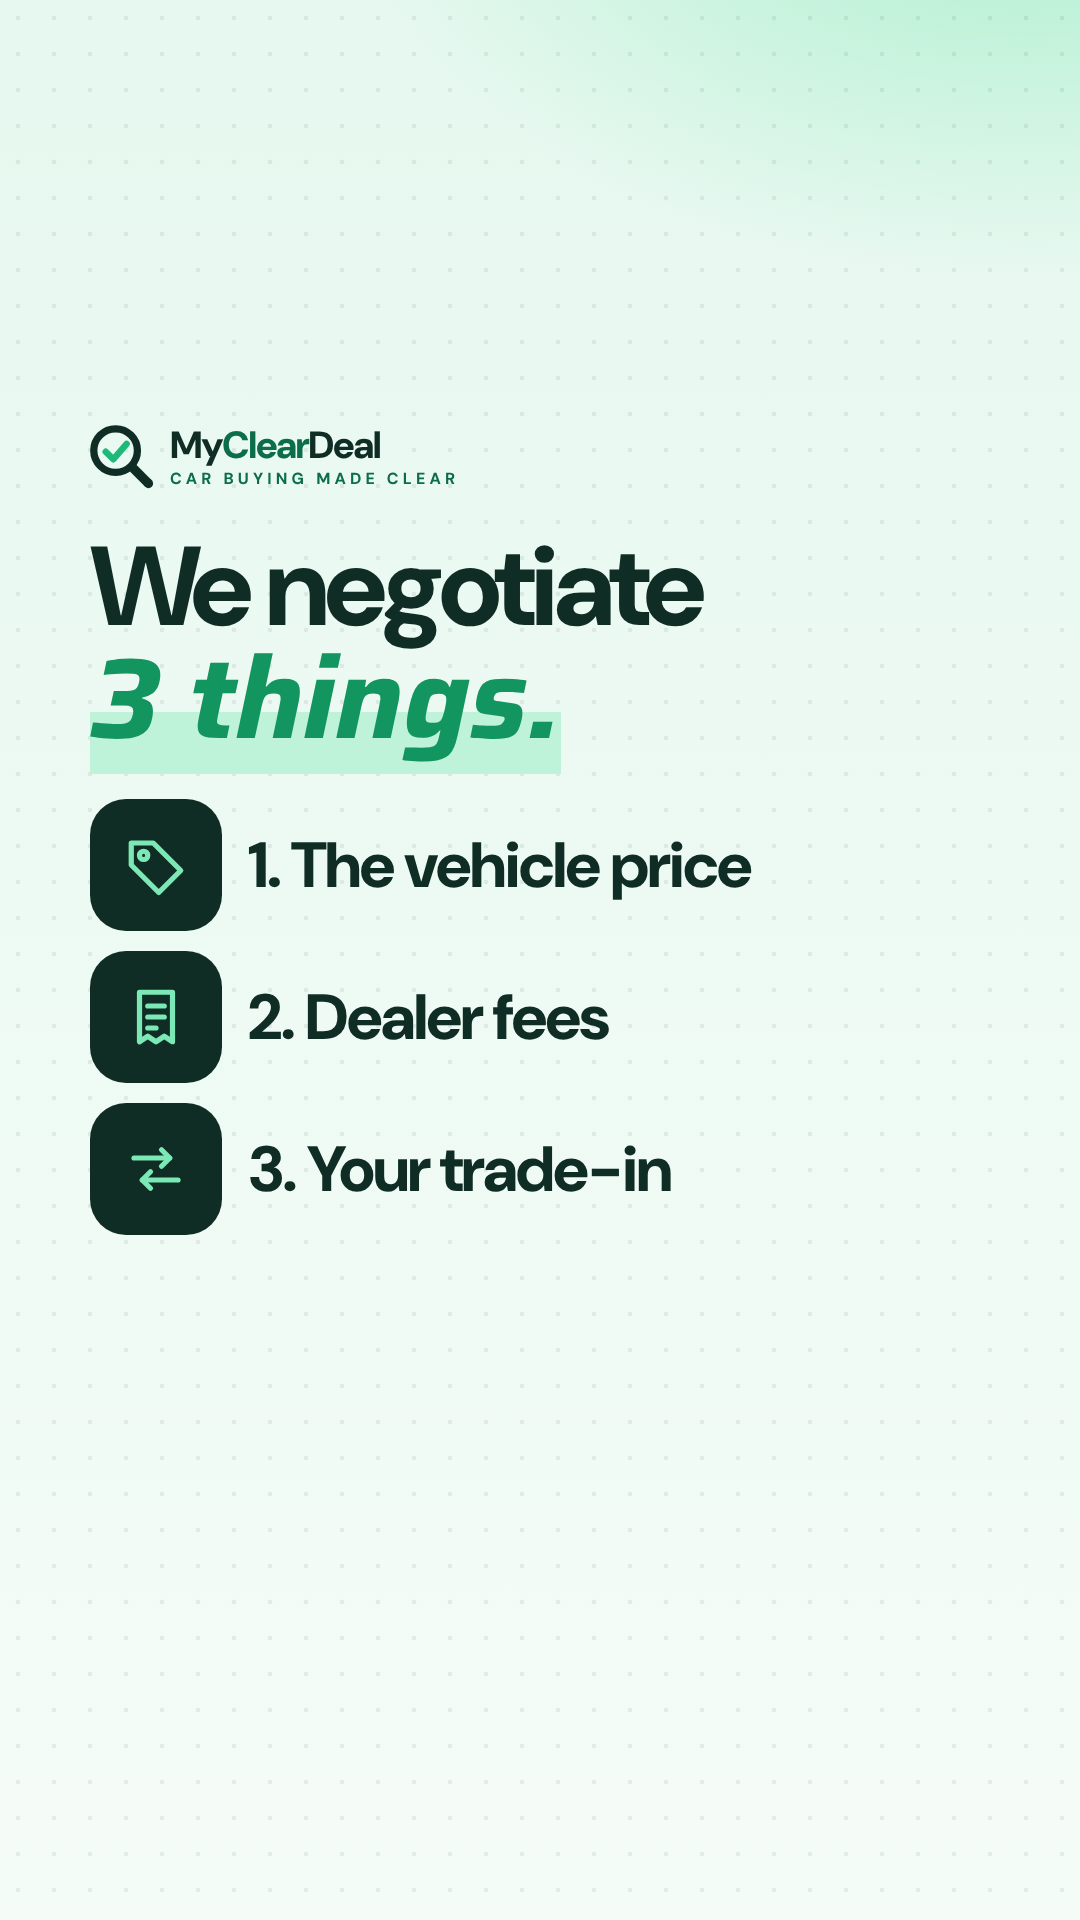 MyClearDeal
CAR BUYING MADE CLEAR
We negotiate
3 things.
1. The vehicle price
2. Dealer fees
3. Your trade-in